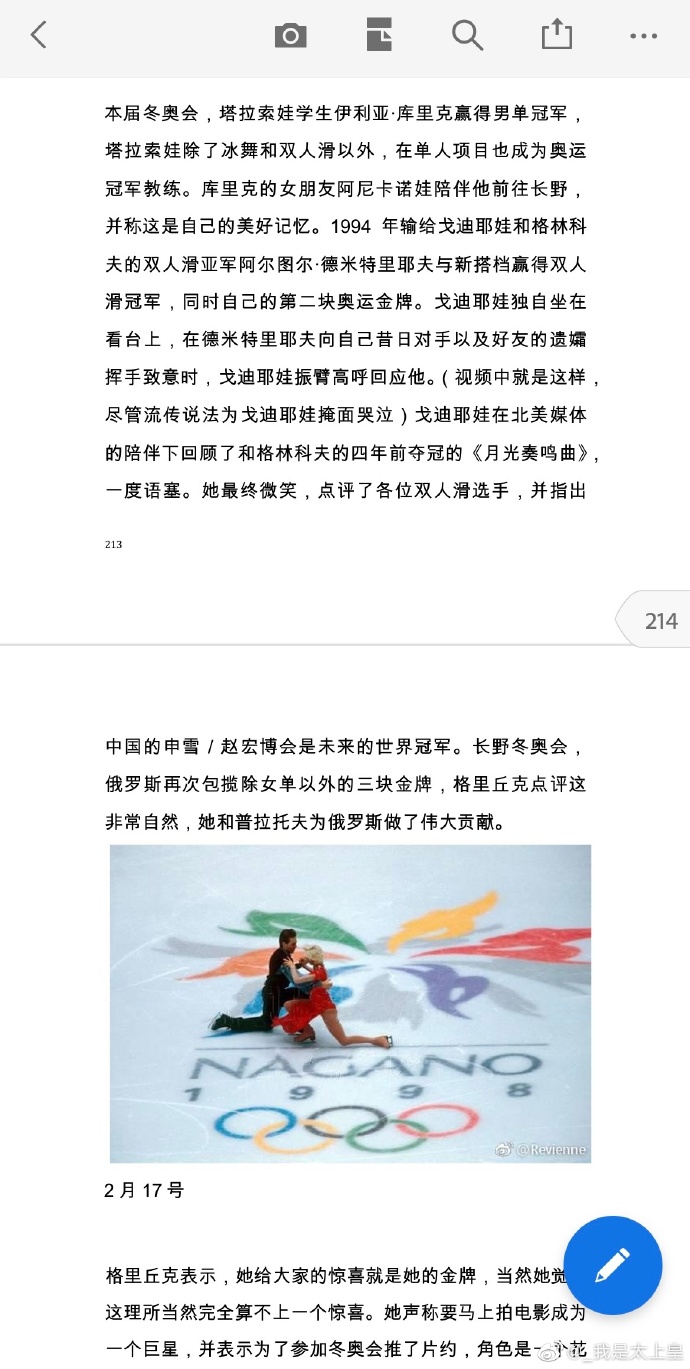 本届冬奥会，塔拉索娃学生伊利亚·库里克赢得男单冠军，
塔拉索娃除了冰舞和双人滑以外，在单人项目也成为奥运
冠军教练。库里克的女朋友阿尼卡诺娃陪伴他前往长野，
并称这是自己的美好记忆。1994 年输给戈迪耶娃和格林科
夫的双人滑亚军阿尔图尔·德米特里耶夫与新搭档赢得双人
滑冠军，同时自己的第二块奥运金牌。戈迪耶娃独自坐在
看台上，在德米特里耶夫向自己昔日对手以及好友的遗孀
挥手致意时，戈迪耶娃振臂高呼回应他。（视频中就是这样，
尽管流传说法为戈迪耶娃掩面哭泣）戈迪耶娃在北美媒体
的陪伴下回顾了和格林科夫的四年前夺冠的《月光奏鸣曲》，
一度语塞。她最终微笑，点评了各位双人滑选手，并指出
213
214
中国的申雪 / 赵宏博会是未来的世界冠军。长野冬奥会，
俄罗斯再次包揽除女单以外的三块金牌，格里丘克点评这
非常自然，她和普拉托夫为俄罗斯做了伟大贡献。
NAGANO
1998
@Revienne
2 月 17 号
格里丘克表示，她给大家的惊喜就是她的金牌，当然她觉
这理所当然完全算不上一个惊喜。她声称要马上拍电影成为
一个巨星，并表示为了参加冬奥会推了片约，角色是一个花
我是太上皇